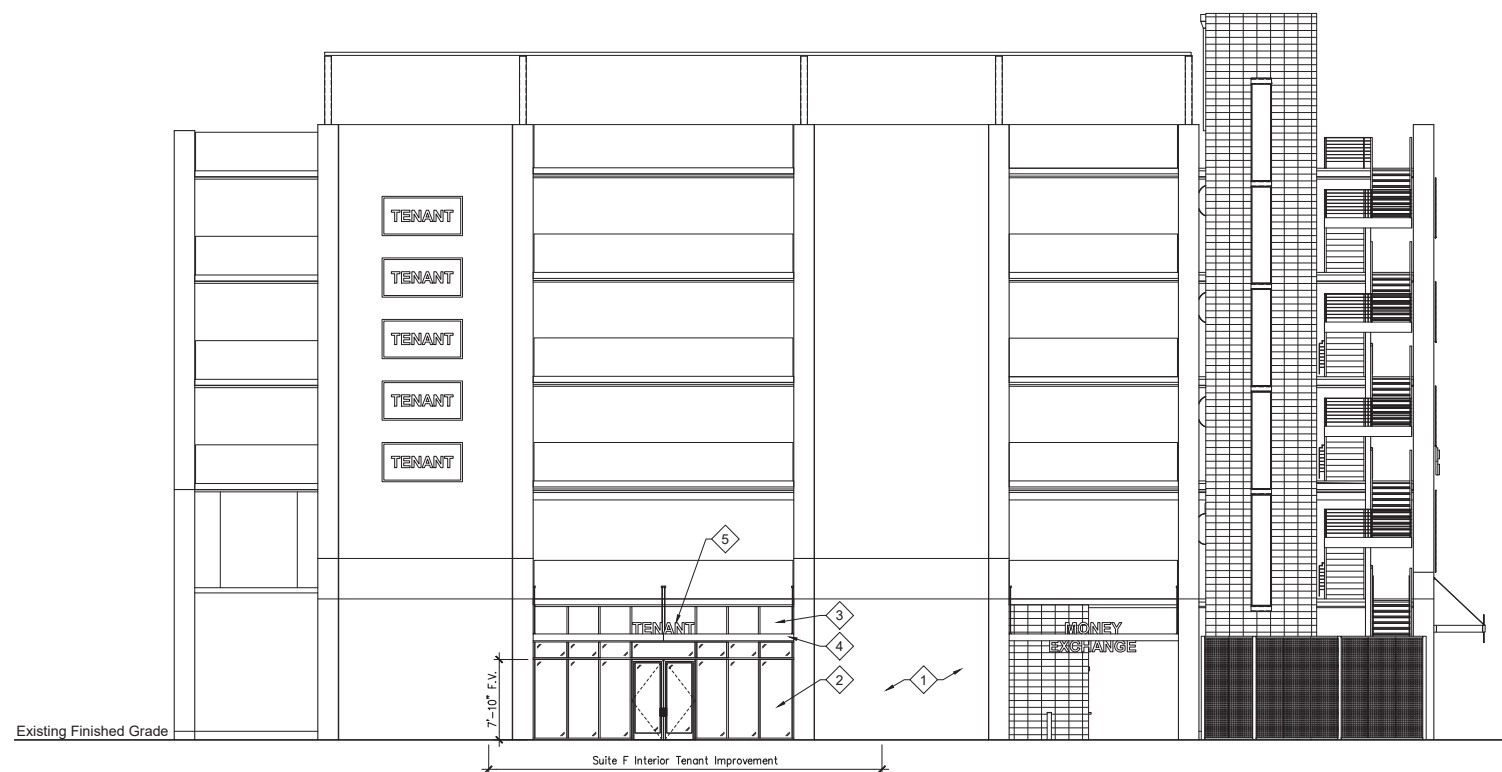 TENANT
TENANT
TENANT
TENANT
TENANT
5
3
TENANT
MONEY
4
EXCHANGE
2
1
7'-10" F.V.
Existing Finished Grade
Suite F Interior Tenant Improvement